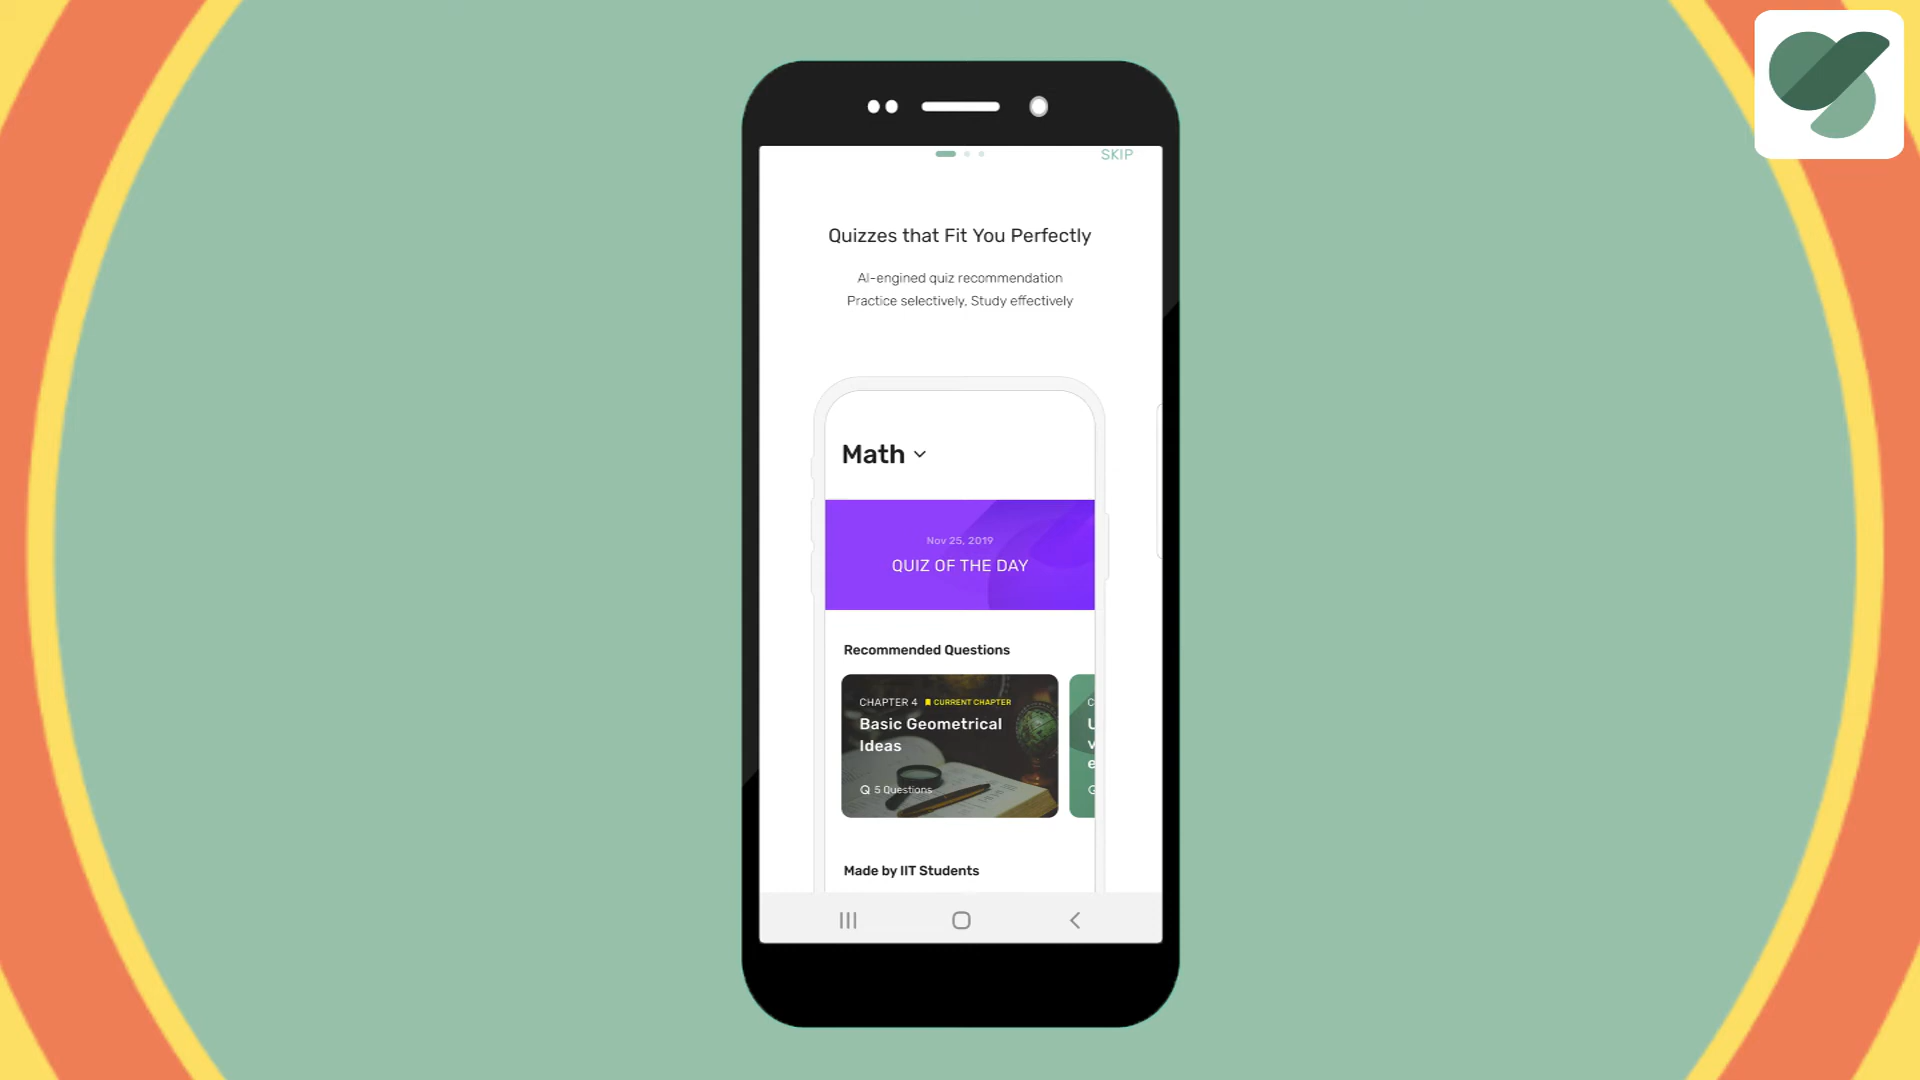 SKIP
Quizzes that Fit You Perfectly
AI-engined quiz recommendation
Practice selectively, Study effectively
Math
Nov 25, 2019
QUIZ OF THE DAY
Recommended Questions
CHAPTER 4 CURRENT CHAPTER
Basic Geometrical
Ideas
5 Questions
Made by IIT Students